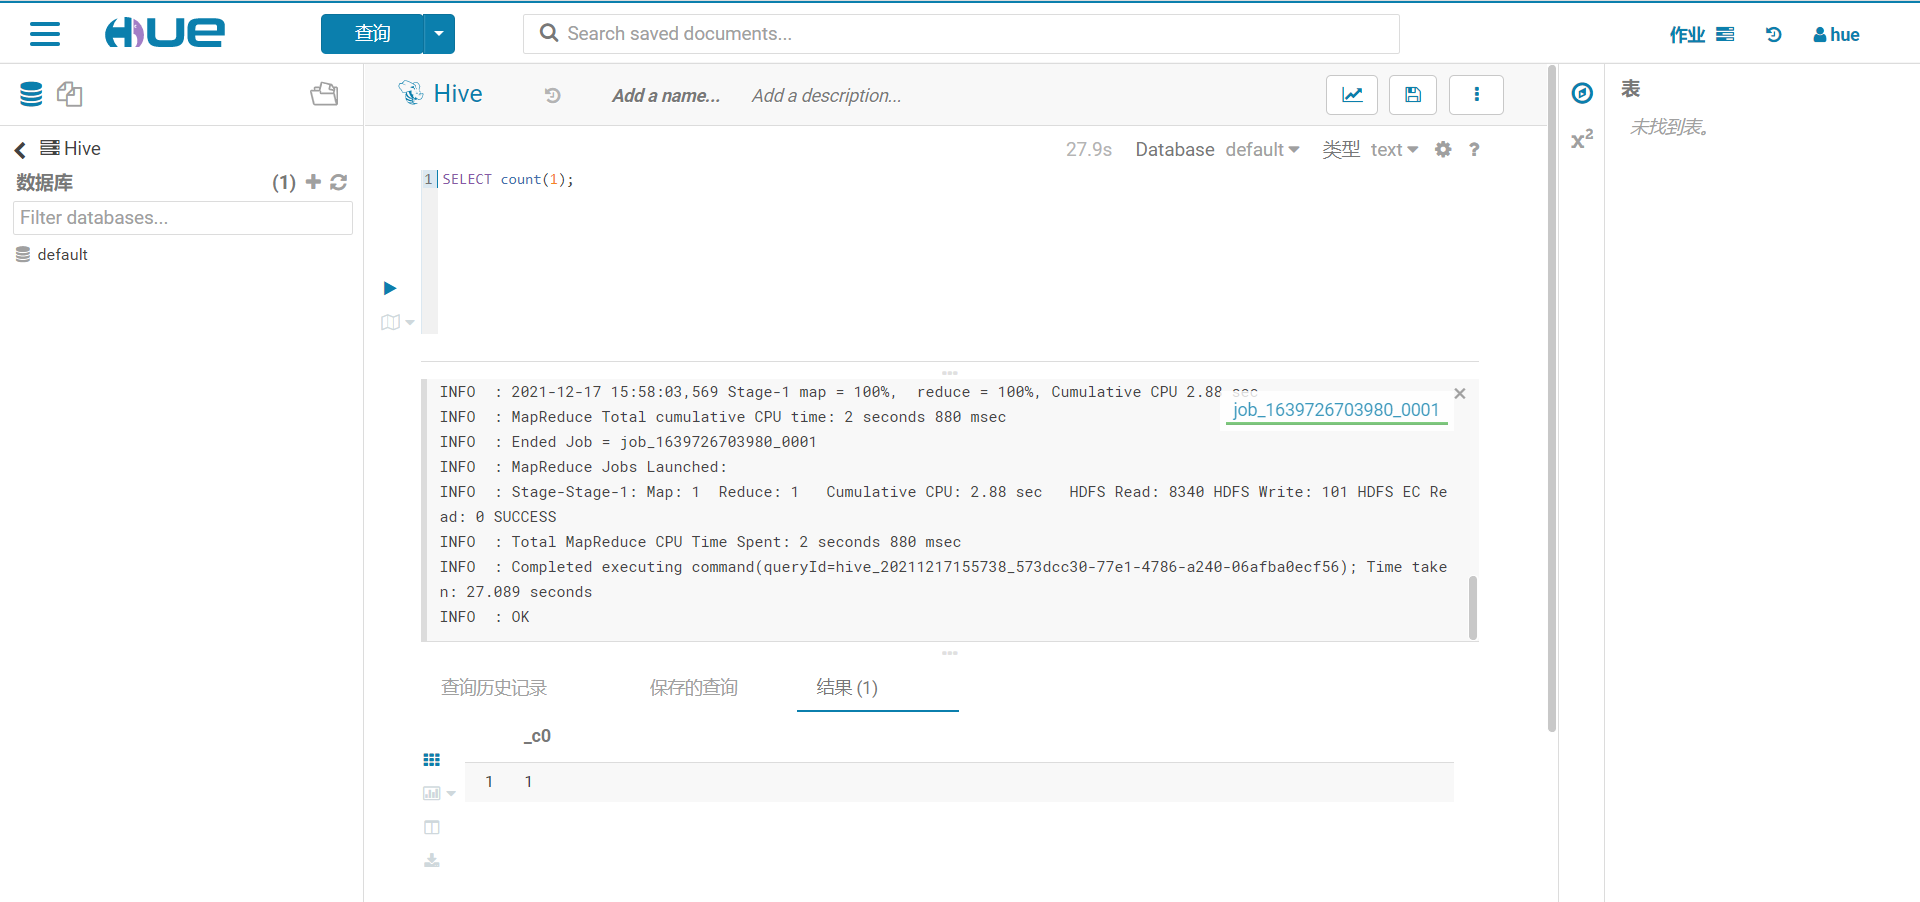 HUE
查询
Search saved documents...
作业
hue
Hive
数据库 (1)
Filter databases...
default
Hive
Add a name...
Add a description...
27.9s Database default 类型 text ?
1 SELECT count(1);
INFO : 2021-12-17 15:58:03,569 Stage-1 map = 100%, reduce = 100%, Cumulative CPU 2.88 sec
job_1639726703980_0001
INFO : MapReduce Total cumulative CPU time: 2 seconds 880 msec
INFO : Ended Job = job_1639726703980_0001
INFO : MapReduce Jobs Launched:
INFO : Stage-Stage-1: Map: 1 Reduce: 1 Cumulative CPU: 2.88 sec HDFS Read: 8340 HDFS Write: 101 HDFS EC Re
ad: 0 SUCCESS
INFO : Total MapReduce CPU Time Spent: 2 seconds 880 msec
INFO : Completed executing command(queryId=hive_20211217155738_573dcc30-77e1-4786-a240-06afba0ecf56); Time take
n: 27.089 seconds
INFO : OK
查询历史记录
保存的查询
结果 (1)
_c0
1 1
x²
表
未找到表。